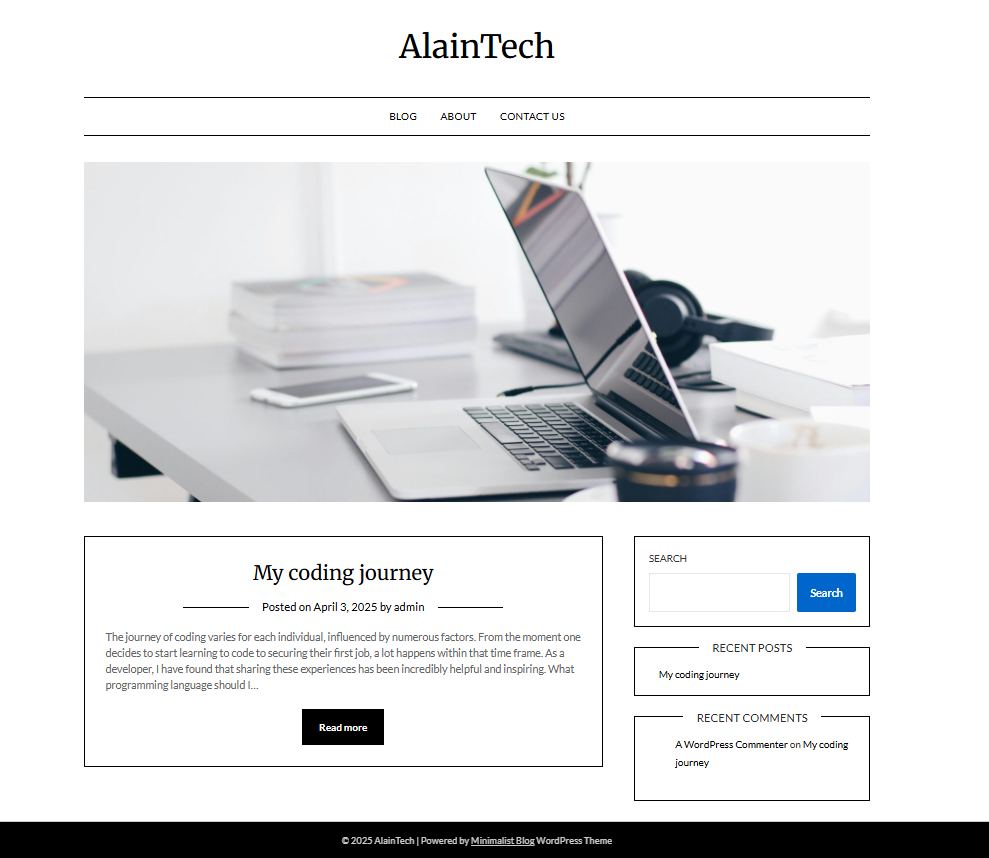 AlainTech
BLOG ABOUT CONTACT US
My coding journey
Posted on April 3, 2025 by admin
The journey of coding varies for each individual, influenced by numerous factors. From the moment one
decides to start learning to code to securing their first job, a lot happens within that time frame. As a
developer, I have found that sharing these experiences has been incredibly helpful and inspiring. What
programming language should I…
Read more
SEARCH
Search
RECENT POSTS
My coding journey
RECENT COMMENTS
A WordPress Commenter on My coding
journey
© 2025 AlainTech | Powered by Minimalist Blog WordPress Theme